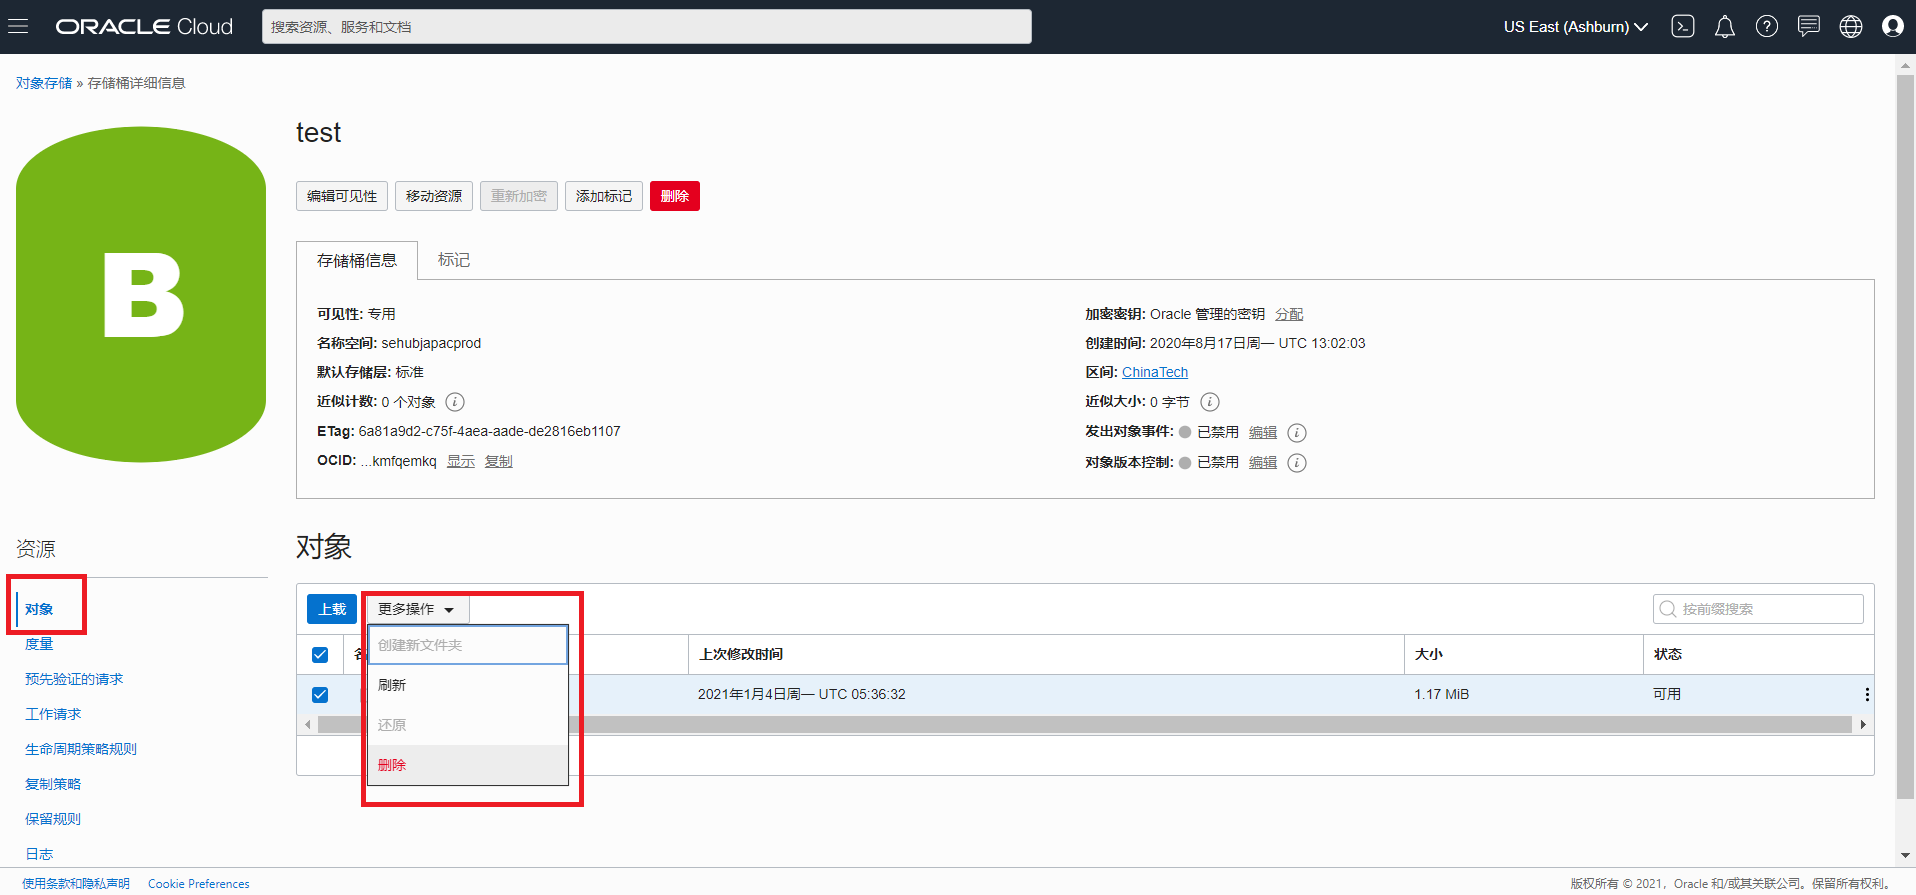 ORACLE Cloud
搜索资源、服务和文档
US East (Ashburn)
对象存储 » 存储桶详细信息
B
test
编辑可见性 移动资源 重新加密 添加标记 删除
存储桶信息 标记
可见性: 专用
名称空间: sehubjapacprod
默认存储层: 标准
近似计数: 0 个对象
ETag: 6a81a9d2-c75f-4aea-aade-de2816eb1107
OCID: ...kmfqemkq 显示 复制
加密密钥: Oracle 管理的密钥 分配
创建时间: 2020年8月17日周一 UTC 13:02:03
区间: ChinaTech
近似大小: 0 字节
发出对象事件: 已禁用 编辑
对象版本控制: 已禁用 编辑
资源
对象
度量
预先验证的请求
工作请求
生命周期策略规则
复制策略
保留规则
日志
对象
上载 更多操作
按前缀搜索
创建新文件夹
刷新
还原
删除
上次修改时间 大小 状态
2021年1月4日周一 UTC 05:36:32 1.17 MiB 可用
使用条款和隐私声明 Cookie Preferences
版权所有 © 2021，Oracle 和/或其关联公司。保留所有权利。